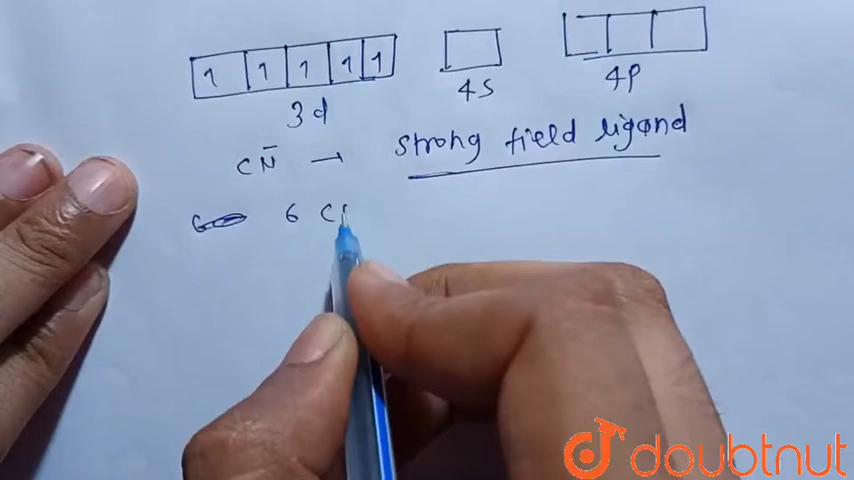 1 1 1 1 1
3d 4s 4p
CN⁻ → strong field ligand
6 C
doubtnut